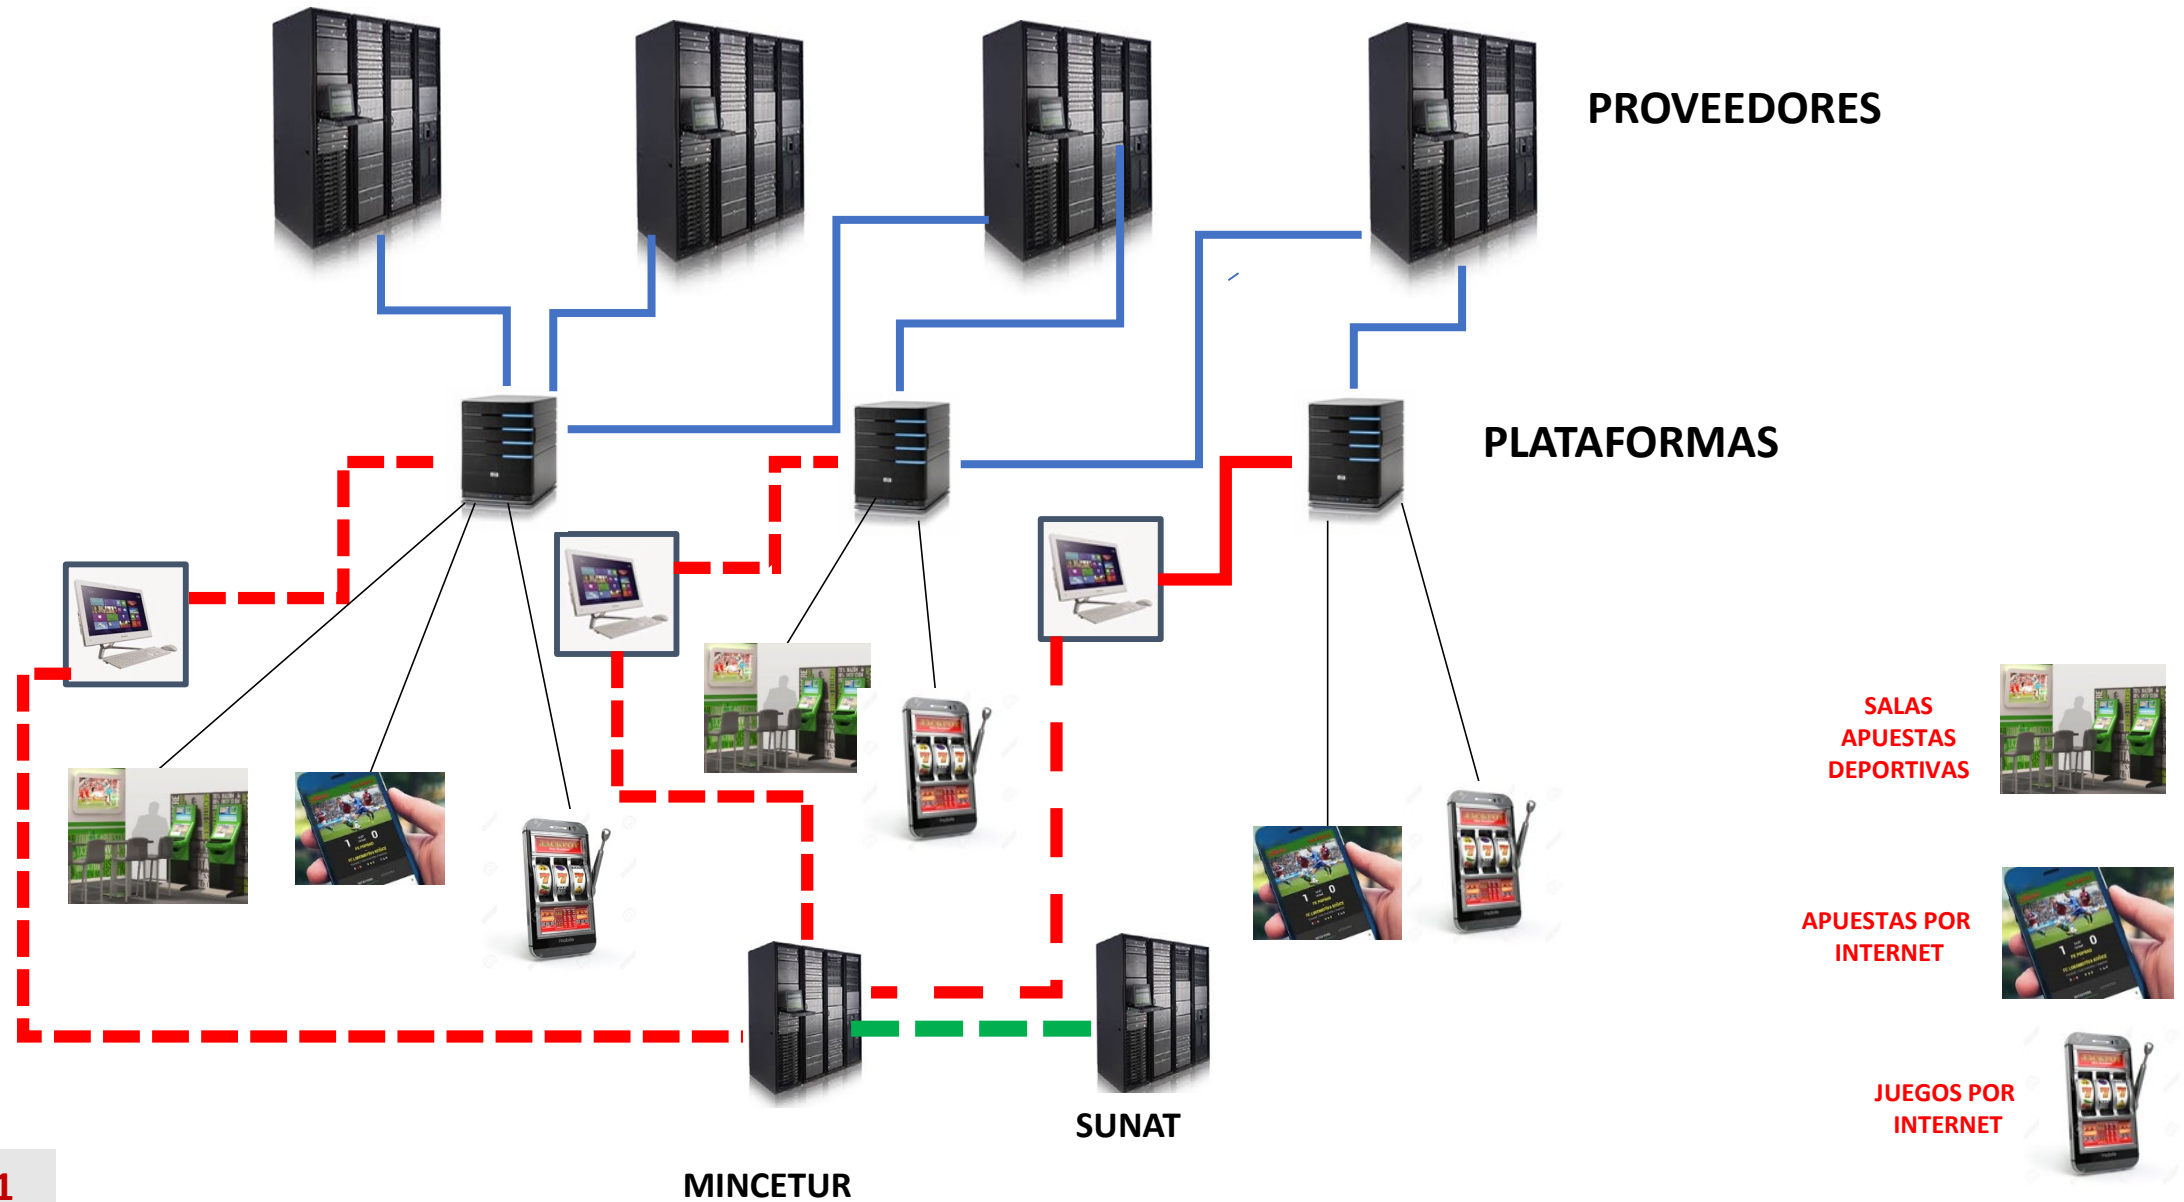 PROVEEDORES
PLATAFORMAS
SALAS
APUESTAS
DEPORTIVAS
APUESTAS POR
INTERNET
JUEGOS POR
INTERNET
SUNAT
MINCETUR
1